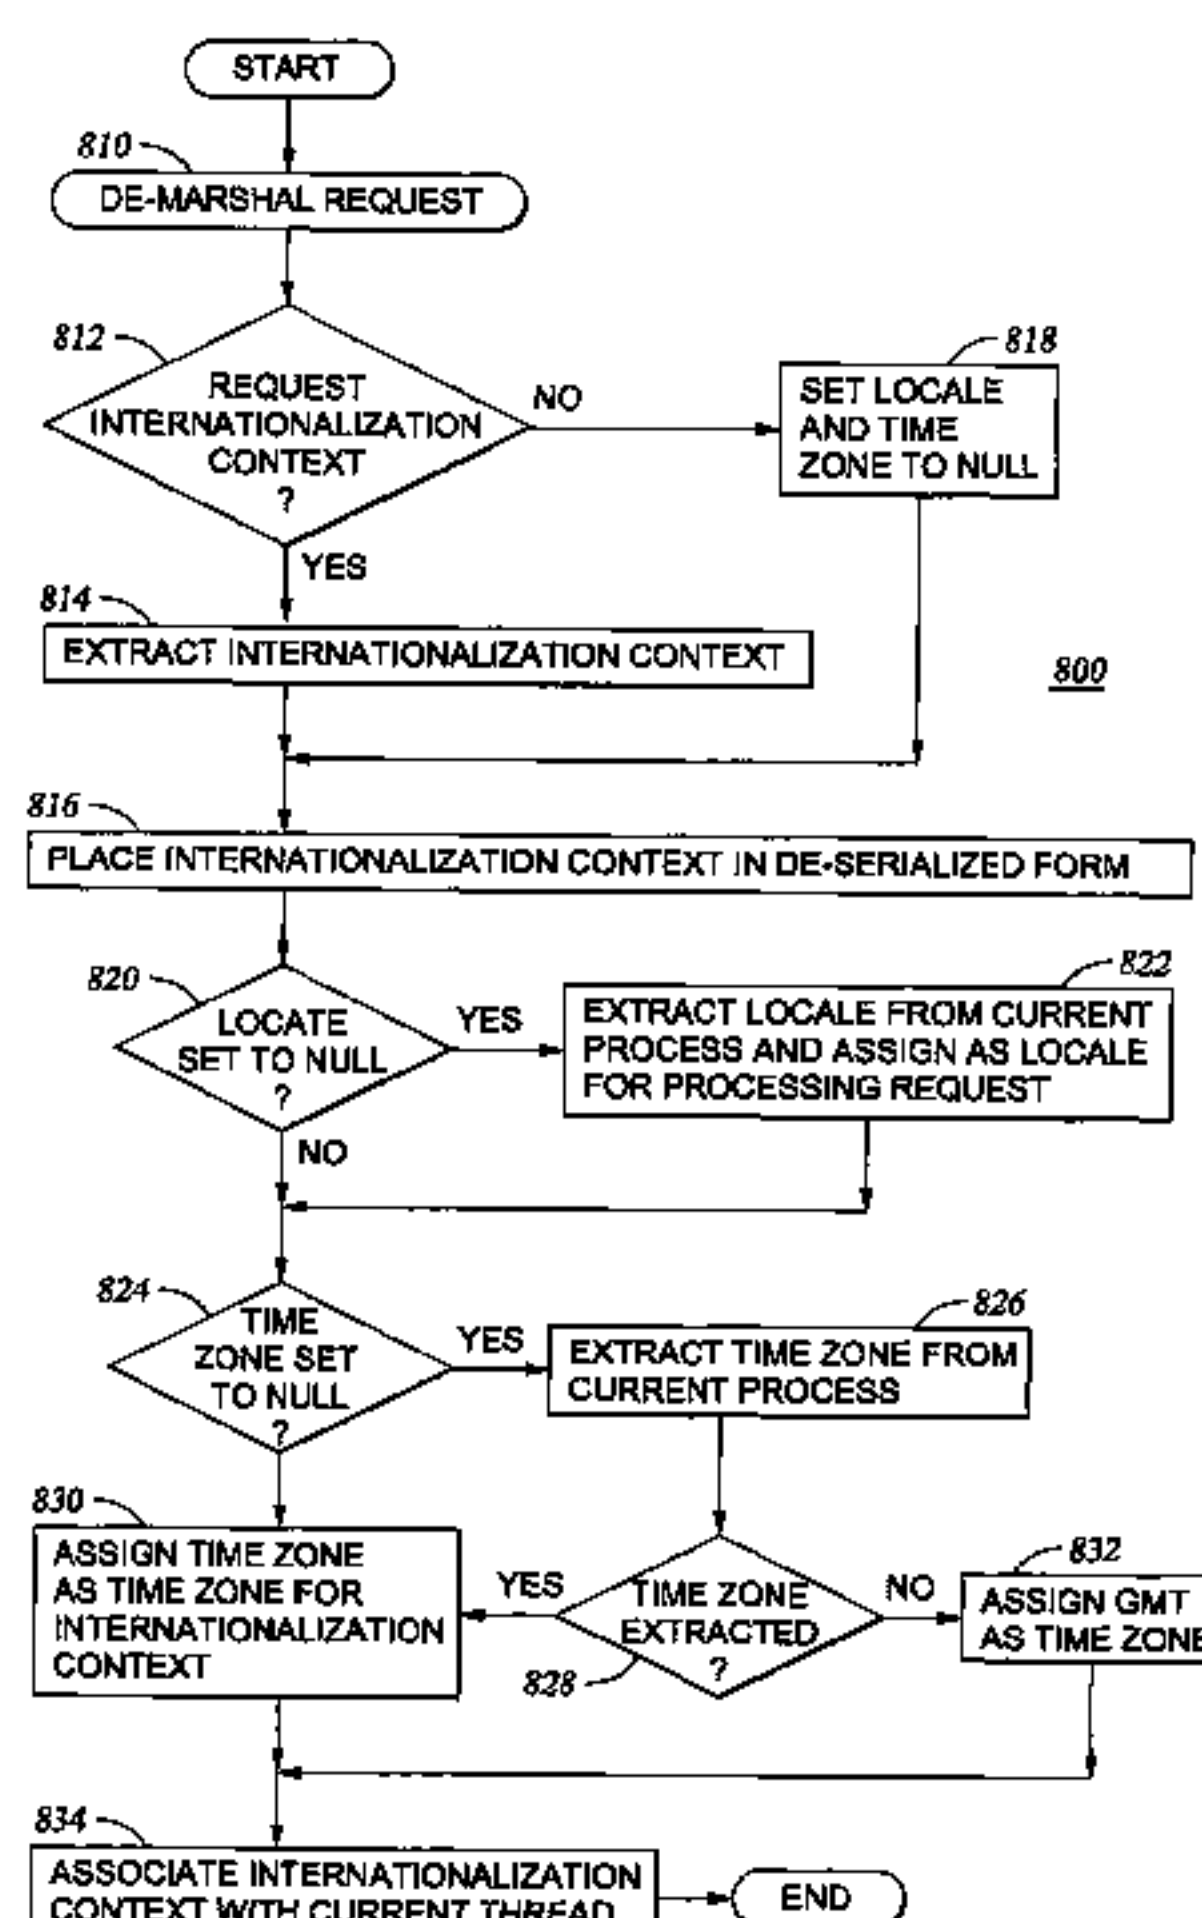 START
810
DE-MARSHAL REQUEST
812
REQUEST
INTERNATIONALIZATION
CONTEXT
?
NO
818
SET LOCALE
AND TIME
ZONE TO NULL
YES
814
EXTRACT INTERNATIONALIZATION CONTEXT
800
816
PLACE INTERNATIONALIZATION CONTEXT IN DE-SERIALIZED FORM
820
LOCATE
SET TO NULL
?
YES
822
EXTRACT LOCALE FROM CURRENT
PROCESS AND ASSIGN AS LOCALE
FOR PROCESSING REQUEST
NO
824
TIME
ZONE SET
TO NULL
?
YES
826
EXTRACT TIME ZONE FROM
CURRENT PROCESS
830
ASSIGN TIME ZONE
AS TIME ZONE FOR
INTERNATIONALIZATION
CONTEXT
YES
TIME ZONE
EXTRACTED
?
828
NO
832
ASSIGN GMT
AS TIME ZONE
834
ASSOCIATE INTERNATIONALIZATION
CONTEXT WITH CURRENT THREAD
END